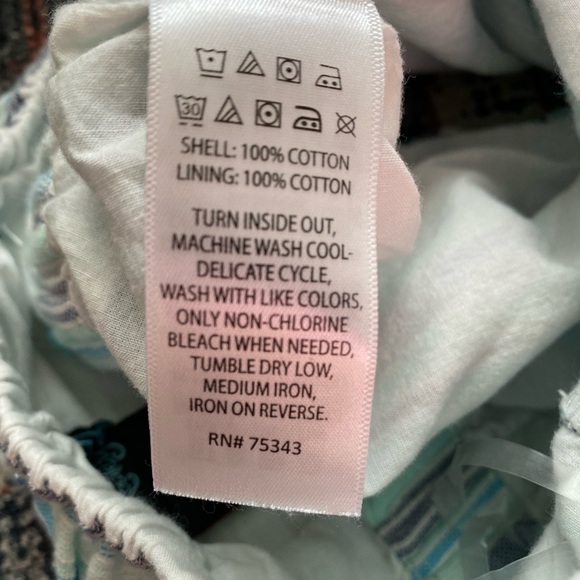 30
SHELL: 100% COTTON
LINING: 100% COTTON
TURN INSIDE OUT,
MACHINE WASH COOL-
DELICATE CYCLE,
WASH WITH LIKE COLORS,
ONLY NON-CHLORINE
BLEACH WHEN NEEDED,
TUMBLE DRY LOW,
MEDIUM IRON,
IRON ON REVERSE.
RN# 75343